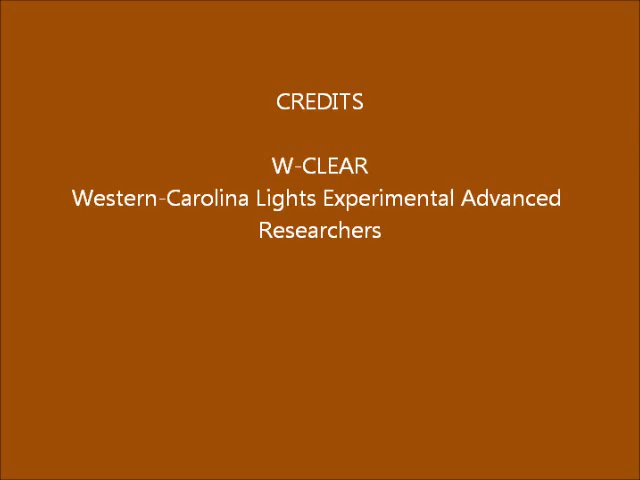 CREDITS
W-CLEAR
Western-Carolina Lights Experimental Advanced
Researchers